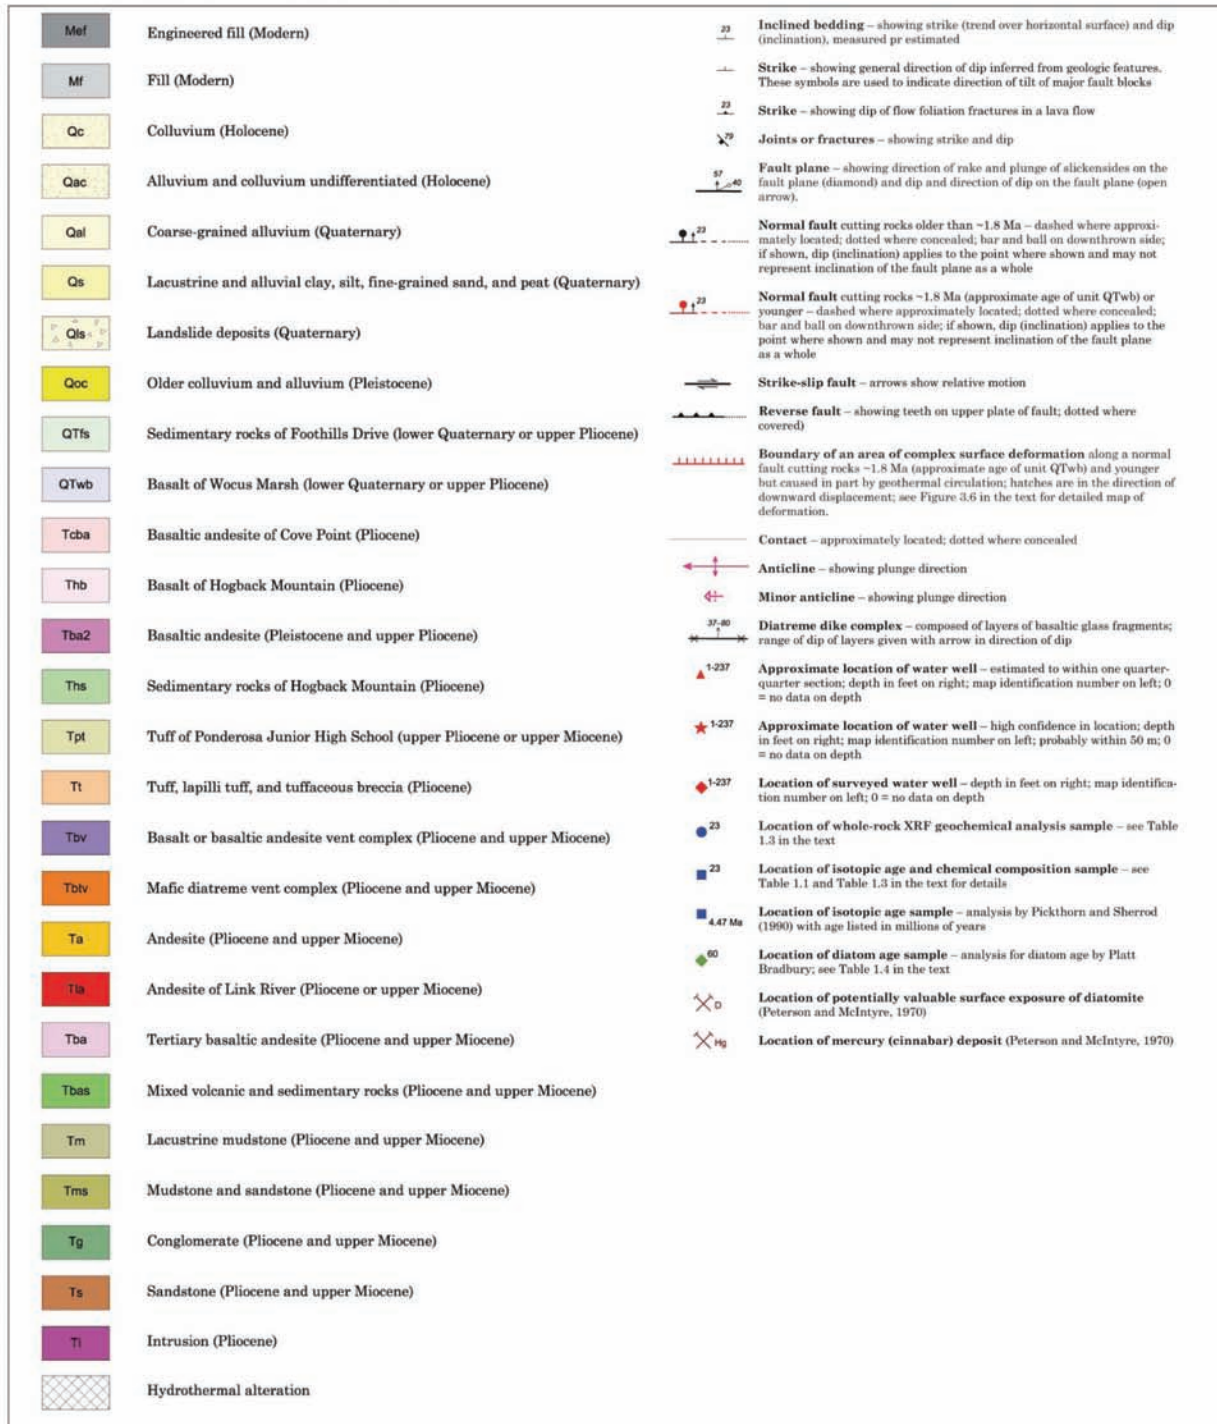 Mef Engineered fill (Modern)
Mf Fill (Modern)
Qc Colluvium (Holocene)
Qac Alluvium and colluvium undifferentiated (Holocene)
Qal Coarse-grained alluvium (Quaternary)
Qs Lacustrine and alluvial clay, silt, fine-grained sand, and peat (Quaternary)
Qls Landslide deposits (Quaternary)
Qoc Older colluvium and alluvium (Pleistocene)
QTfs Sedimentary rocks of Foothills Drive (lower Quaternary or upper Pliocene)
QTwb Basalt of Wocus Marsh (lower Quaternary or upper Pliocene)
Tcba Basaltic andesite of Cove Point (Pliocene)
Thb Basalt of Hogback Mountain (Pliocene)
Tba2 Basaltic andesite (Pleistocene and upper Pliocene)
Ths Sedimentary rocks of Hogback Mountain (Pliocene)
Tpt Tuff of Ponderosa Junior High School (upper Pliocene or upper Miocene)
Tt Tuff, lapilli tuff, and tuffaceous breccia (Pliocene)
Tbv Basalt or basaltic andesite vent complex (Pliocene and upper Miocene)
Tbtv Mafic diatreme vent complex (Pliocene and upper Miocene)
Ta Andesite (Pliocene and upper Miocene)
Tla Andesite of Link River (Pliocene or upper Miocene)
Tba Tertiary basaltic andesite (Pliocene and upper Miocene)
Tbas Mixed volcanic and sedimentary rocks (Pliocene and upper Miocene)
Tm Lacustrine mudstone (Pliocene and upper Miocene)
Tms Mudstone and sandstone (Pliocene and upper Miocene)
Tg Conglomerate (Pliocene and upper Miocene)
Ts Sandstone (Pliocene and upper Miocene)
Ti Intrusion (Pliocene)
Hydrothermal alteration
23 Inclined bedding – showing strike (trend over horizontal surface) and dip
(inclination), measured pr estimated
Strike – showing general direction of dip inferred from geologic features.
These symbols are used to indicate direction of tilt of major fault blocks
23 Strike – showing dip of flow foliation fractures in a lava flow
79 Joints or fractures – showing strike and dip
57 40 Fault plane – showing direction of rake and plunge of slickensides on the
fault plane (diamond) and dip and direction of dip on the fault plane (open
arrow).
23 Normal fault cutting rocks older than ~1.8 Ma – dashed where approxi-
mately located; dotted where concealed; bar and ball on downthrown side;
if shown, dip (inclination) applies to the point where shown and may not
represent inclination of the fault plane as a whole
23 Normal fault cutting rocks ~1.8 Ma (approximate age of unit QTwb) or
younger – dashed where approximately located; dotted where concealed;
bar and ball on downthrown side; if shown, dip (inclination) applies to the
point where shown and may not represent inclination of the fault plane
as a whole
Strike-slip fault – arrows show relative motion
Reverse fault – showing teeth on upper plate of fault; dotted where
covered)
Boundary of an area of complex surface deformation along a normal
fault cutting rocks ~1.8 Ma (approximate age of unit QTwb) and younger
but caused in part by geothermal circulation; hatches are in the direction of
downward displacement; see Figure 3.6 in the text for detailed map of
deformation.
Contact – approximately located; dotted where concealed
Anticline – showing plunge direction
Minor anticline – showing plunge direction
37–80 Diatreme dike complex – composed of layers of basaltic glass fragments;
range of dip of layers given with arrow in direction of dip
1-237 Approximate location of water well – estimated to within one quarter-
quarter section; depth in feet on right; map identification number on left; 0
= no data on depth
1-237 Approximate location of water well – high confidence in location; depth
in feet on right; map identification number on left; probably within 50 m; 0
= no data on depth
1-237 Location of surveyed water well – depth in feet on right; map identifica-
tion number on left; 0 = no data on depth
23 Location of whole-rock XRF geochemical analysis sample – see Table
1.3 in the text
23 Location of isotopic age and chemical composition sample – see
Table 1.1 and Table 1.3 in the text for details
4.47 Ma Location of isotopic age sample – analysis by Pickthorn and Sherrod
(1990) with age listed in millions of years
60 Location of diatom age sample – analysis for diatom age by Platt
Bradbury; see Table 1.4 in the text
D Location of potentially valuable surface exposure of diatomite
(Peterson and McIntyre, 1970)
Hg Location of mercury (cinnabar) deposit (Peterson and McIntyre, 1970)